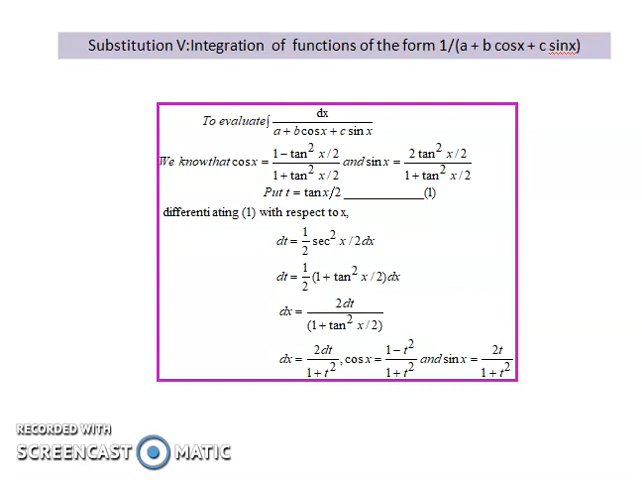 Substitution V:Integration of functions of the form 1/(a + b cosx + c sinx)
To evaluate∫ dx / (a + b cos x + c sin x)
We know that cos x = (1 − tan² x/2) / (1 + tan² x/2) and sin x = (2 tan² x/2) / (1 + tan² x/2)
Put t = tan x/2 ____________(1)
differentiating (1) with respect to x,
dt = 1/2 sec² x/2 dx
dt = 1/2 (1 + tan² x/2)dx
dx = 2dt / (1 + tan² x/2)
dx = 2dt / (1 + t²), cos x = (1 − t²) / (1 + t²) and sin x = 2t / (1 + t²)
RECORDED WITH
SCREENCAST MATIC